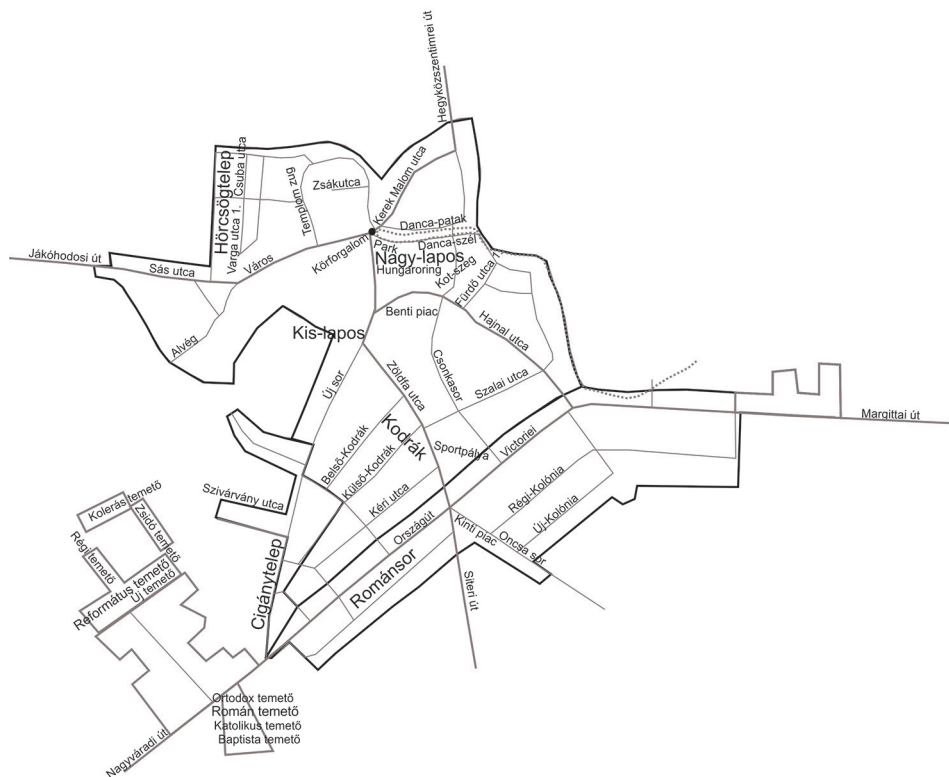 Hegyközszentimrei út
Hörcsögtelep
Csuba utca
Varga utca 1.
Templom zug
Zsákutca
Kerek Malom utca
Danca-patak
Danca-szél
Park
Körforgalom
Nagy-lapos
Hungaroring
Kot-szeg
Fürdő utca 1.
Jákóhodosi út
Sás utca
Város
Alvég
Benti piac
Hajnal utca
Kis-lapos
Új sor
Zöldfa utca
Csonkasor
Szalai utca
Margittai út
Kodrák
Belső-Kodrák
Külső-Kodrák
Sportpálya
Victoriei
Szivárvány utca
Kéri utca
Országút
Régi-Kolónia
Új-Kolónia
Kinti piac
Oncsa sor
Cigánytelep
Románsor
Síteri út
Kolerás temető
Zsidó temető
Régi temető
Református temető
Új temető
Ortodox temető
Román temető
Katolikus temető
Baptista temető
Nagyváradi út